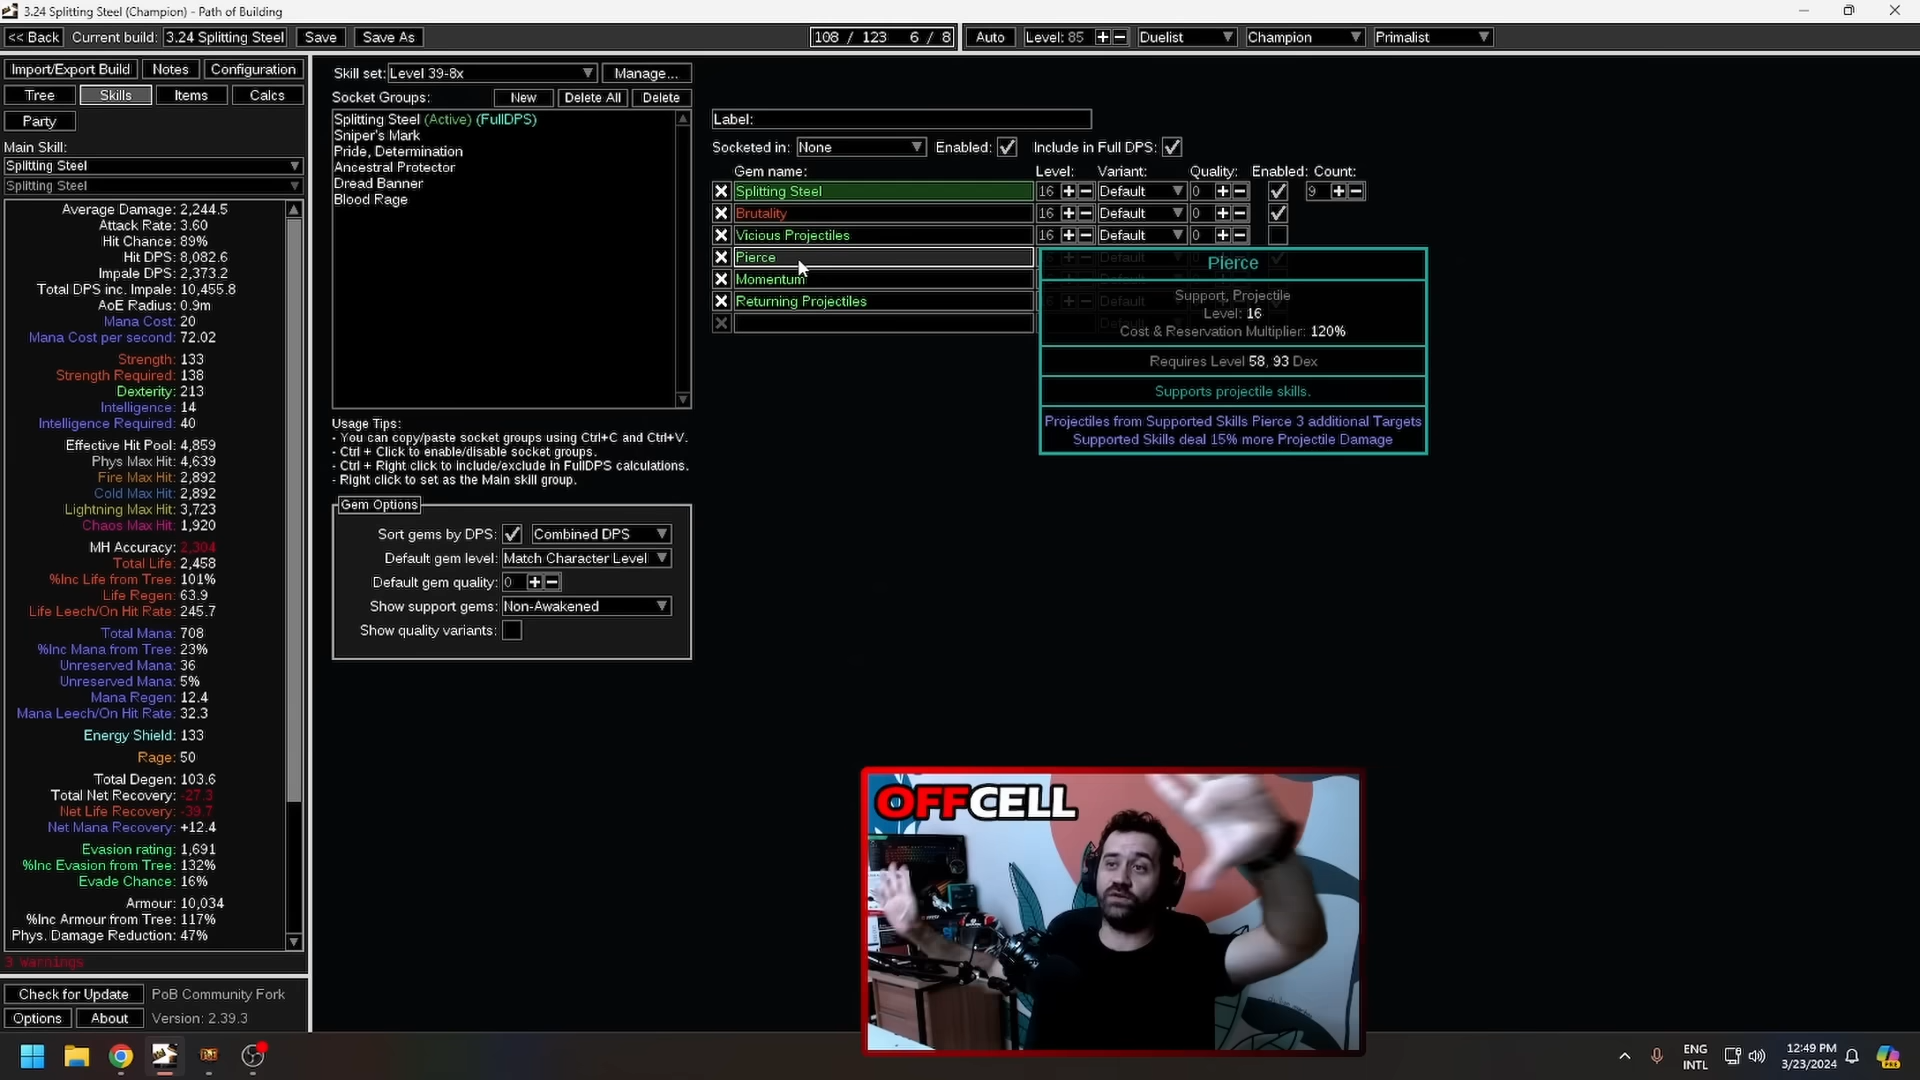 3.24 Splitting Steel (Champion) - Path of Building
<< Back Current build: 3.24 Splitting Steel Save Save As 108 / 123 6 / 8 Auto Level: 85 Duelist Champion Primalist
Import/Export Build Notes Configuration
Tree Skills Items Calcs
Party
Main Skill:
Splitting Steel
Splitting Steel
Average Damage: 2,244.5
Attack Rate: 3.60
Hit Chance: 89%
Hit DPS: 8,082.6
Impale DPS: 2,373.2
Total DPS inc. Impale: 10,455.8
AoE Radius: 0.9m
Mana Cost: 20
Mana Cost per second: 72.02
Strength: 133
Strength Required: 138
Dexterity: 213
Intelligence: 14
Intelligence Required: 40
Effective Hit Pool: 4,859
Phys Max Hit: 4,639
Fire Max Hit: 2,892
Cold Max Hit: 2,892
Lightning Max Hit: 3,723
Chaos Max Hit: 1,920
MH Accuracy: 2,304
Total Life: 2,458
%Inc Life from Tree: 101%
Life Regen: 63.9
Life Leech/On Hit Rate: 245.7
Total Mana: 708
%Inc Mana from Tree: 23%
Unreserved Mana: 36
Unreserved Mana: 5%
Mana Regen: 12.4
Mana Leech/On Hit Rate: 32.3
Energy Shield: 133
Rage: 50
Total Degen: 103.6
Total Net Recovery: -27.3
Net Life Recovery: -39.7
Net Mana Recovery: +12.4
Evasion rating: 1,691
%Inc Evasion from Tree: 132%
Evade Chance: 16%
Armour: 10,034
%Inc Armour from Tree: 117%
Phys. Damage Reduction: 47%
3 Warnings
Check for Update PoB Community Fork
Options About Version: 2.39.3
Skill set: Level 39-8x Manage...
Socket Groups: New Delete All Delete
Splitting Steel (Active) (FullDPS)
Sniper's Mark
Pride, Determination
Ancestral Protector
Dread Banner
Blood Rage
Usage Tips:
- You can copy/paste socket groups using Ctrl+C and Ctrl+V.
- Ctrl + Click to enable/disable socket groups.
- Ctrl + Right click to include/exclude in FullDPS calculations.
- Right click to set as the Main skill group.
Gem Options
Sort gems by DPS: Combined DPS
Default gem level: Match Character Level
Default gem quality: 0
Show support gems: Non-Awakened
Show quality variants:
Label:
Socketed in: None Enabled: Include in Full DPS:
Gem name: Level: Variant: Quality: Enabled: Count:
Splitting Steel 16 Default 0 9
Brutality 16 Default 0
Vicious Projectiles 16 Default 0
Pierce
Momentum
Returning Projectiles
Pierce
Support, Projectile
Level: 16
Cost & Reservation Multiplier: 120%
Requires Level 58, 93 Dex
Supports projectile skills.
Projectiles from Supported Skills Pierce 3 additional Targets
Supported Skills deal 15% more Projectile Damage
OFFCELL
ENG
INTL
12:49 PM
3/23/2024